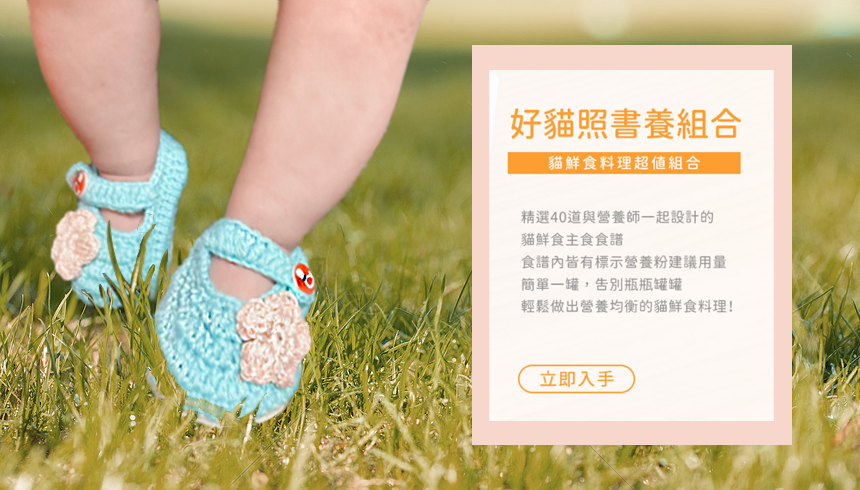 好貓照書養組合
貓鮮食料理超值組合
精選40道與營養師一起設計的
貓鮮食主食食譜
食譜內皆有標示營養粉建議用量
簡單一罐，告別瓶瓶罐罐
輕鬆做出營養均衡的貓鮮食料理!
立即入手